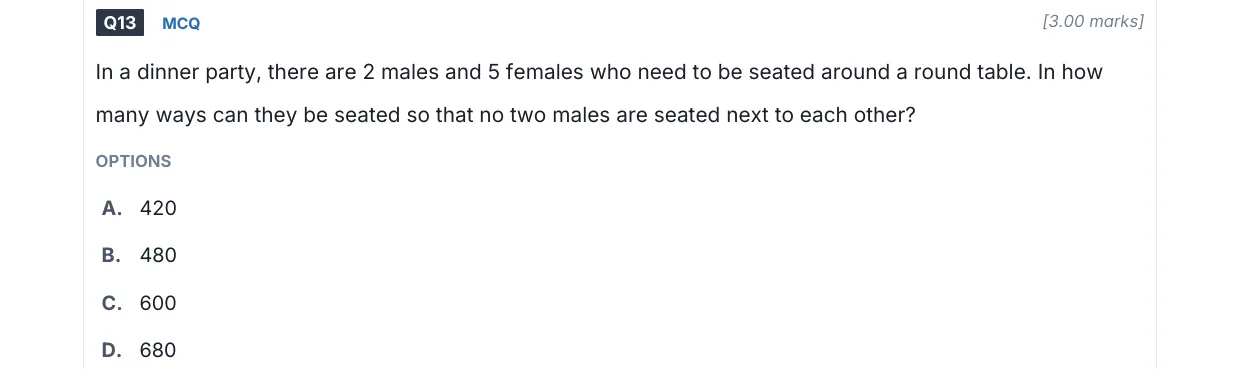 Q13 MCQ [3.00 marks]
In a dinner party, there are 2 males and 5 females who need to be seated around a round table. In how
many ways can they be seated so that no two males are seated next to each other?
OPTIONS
A. 420
B. 480
C. 600
D. 680